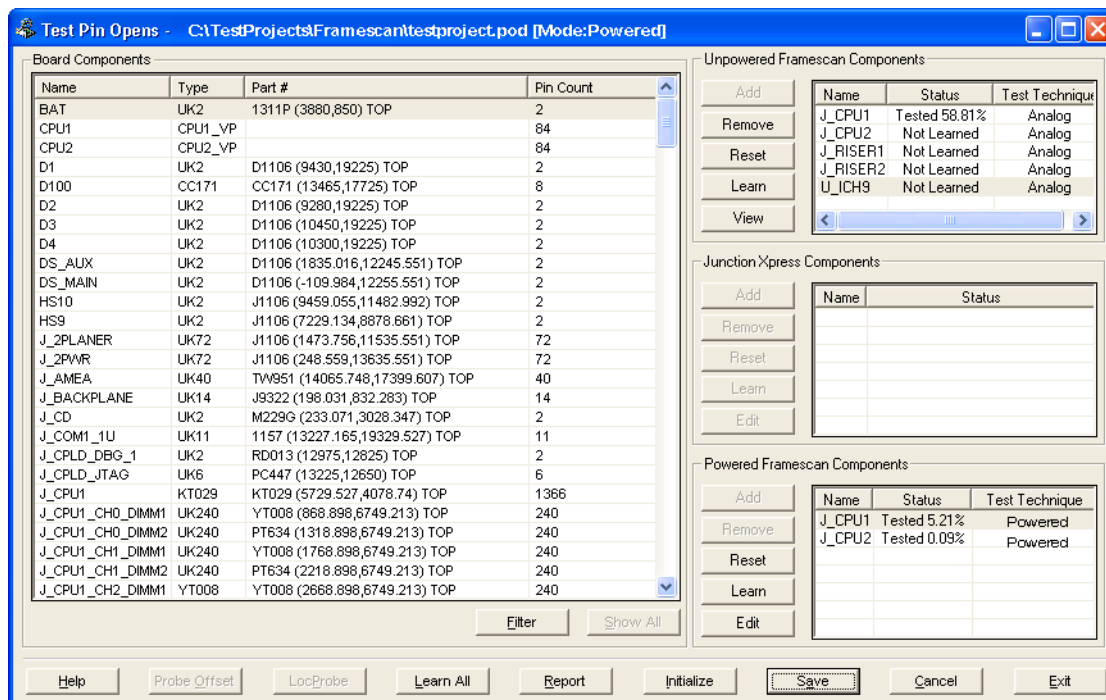 Test Pin Opens - C:\TestProjects\Framescan\testproject.pod [Mode:Powered]
Board Components
Name Type Part # Pin Count
BAT UK2 1311P (3880,850) TOP 2
CPU1 CPU1_VP 84
CPU2 CPU2_VP 84
D1 UK2 D1106 (9430,19225) TOP 2
D100 CC171 CC171 (13465,17725) TOP 8
D2 UK2 D1106 (9280,19225) TOP 2
D3 UK2 D1106 (10450,19225) TOP 2
D4 UK2 D1106 (10300,19225) TOP 2
DS_AUX UK2 D1106 (1835.016,12245.551) TOP 2
DS_MAIN UK2 D1106 (-109.984,12255.551) TOP 2
HS10 UK2 J1106 (9459.055,11482.992) TOP 2
HS9 UK2 J1106 (7229.134,8878.661) TOP 2
J_2PLANER UK72 J1106 (1473.756,11535.551) TOP 72
J_2PWR UK72 J1106 (248.559,13635.551) TOP 72
J_AMEA UK40 TW951 (14065.748,17399.607) TOP 40
J_BACKPLANE UK14 J9322 (198.031,832.283) TOP 14
J_CD UK2 M229G (233.071,3028.347) TOP 2
J_COM1_1U UK11 1157 (13227.165,19329.527) TOP 11
J_CPLD_DBG_1 UK2 RD013 (12975,12825) TOP 2
J_CPLD_JTAG UK6 PC447 (13225,12650) TOP 6
J_CPU1 KT029 KT029 (5729.527,4078.74) TOP 1366
J_CPU1_CH0_DIMM1 UK240 YT008 (868.898,6749.213) TOP 240
J_CPU1_CH0_DIMM2 UK240 PT634 (1318.898,6749.213) TOP 240
J_CPU1_CH1_DIMM1 UK240 YT008 (1768.898,6749.213) TOP 240
J_CPU1_CH1_DIMM2 UK240 PT634 (2218.898,6749.213) TOP 240
J_CPU1_CH2_DIMM1 YT008 YT008 (2668.898,6749.213) TOP 240
Filter Show All
Unpowered Framescan Components
Add
Remove
Reset
Learn
View
Name Status Test Technique
J_CPU1 Tested 58.81% Analog
J_CPU2 Not Learned Analog
J_RISER1 Not Learned Analog
J_RISER2 Not Learned Analog
U_ICH9 Not Learned Analog
Junction Xpress Components
Add
Remove
Reset
Learn
Edit
Name Status
Powered Framescan Components
Add
Remove
Reset
Learn
Edit
Name Status Test Technique
J_CPU1 Tested 5.21% Powered
J_CPU2 Tested 0.09% Powered
Help Probe Offset LocProbe Learn All Report Initialize Save Cancel Exit